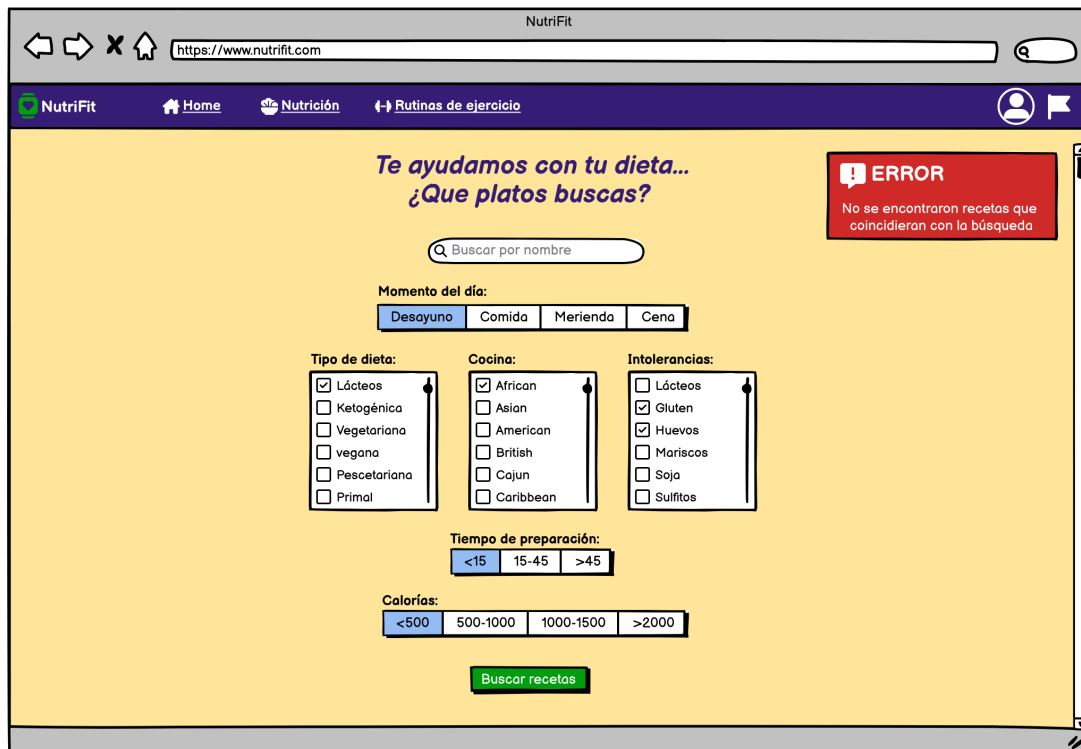 NutriFit
https://www.nutrifit.com
NutriFit
Home
Nutrición
Rutinas de ejercicio
Te ayudamos con tu dieta...
¿Que platos buscas?
! ERROR
No se encontraron recetas que
coincidieran con la búsqueda
Buscar por nombre
Momento del día:
Desayuno Comida Merienda Cena
Tipo de dieta:
Lácteos
Ketogénica
Vegetariana
vegana
Pescetariana
Primal
Cocina:
African
Asian
American
British
Cajun
Caribbean
Intolerancias:
Lácteos
Gluten
Huevos
Mariscos
Soja
Sulfitos
Tiempo de preparación:
<15 15-45 >45
Calorías:
<500 500-1000 1000-1500 >2000
Buscar recetas